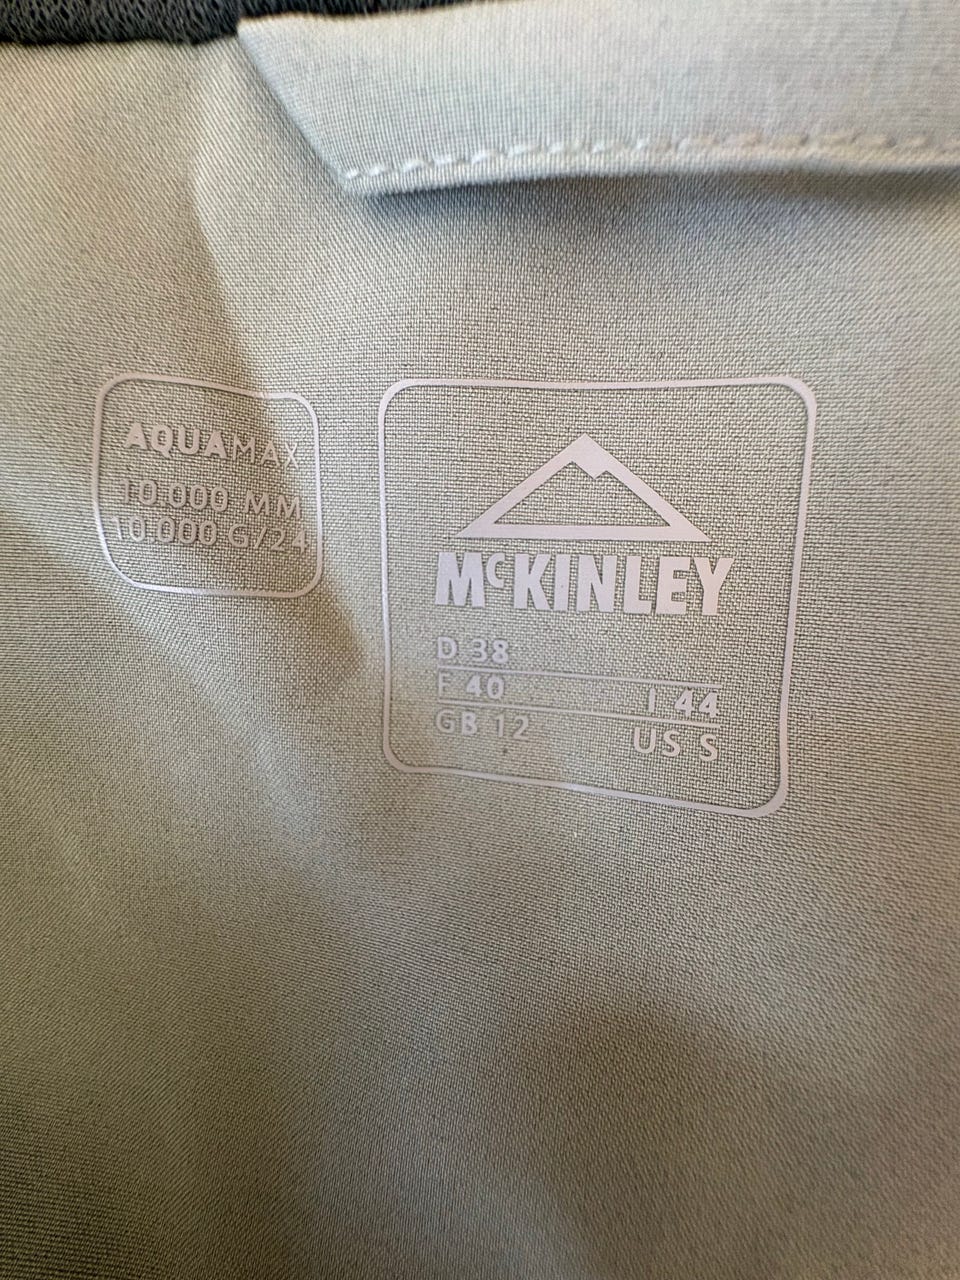 AQUAMAX
10.000 MM
10.000 G/24
McKINLEY
D 38
F 40 I 44
GB 12 US S